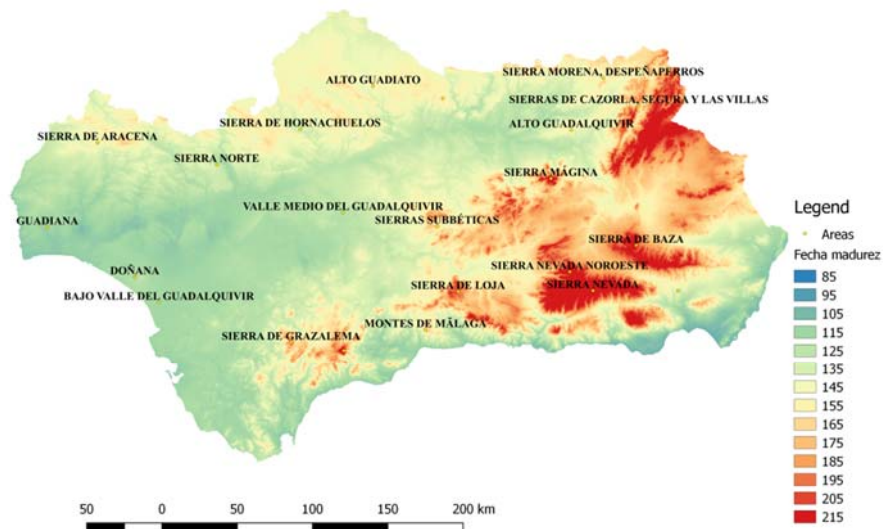 ALTO GUADIATO
SIERRA MORENA, DESPEÑAPERROS
SIERRAS DE CAZORLA, SEGURA Y LAS VILLAS
SIERRA DE HORNACHUELOS
ALTO GUADALQUIVIR
SIERRA DE ARACENA
SIERRA NORTE
SIERRA MÁGINA
VALLE MEDIO DEL GUADALQUIVIR
GUADIANA
SIERRAS SUBBÉTICAS
SIERRA DE BAZA
DOÑANA
SIERRA NEVADA NOROESTE
SIERRA DE LOJA
SIERRA NEVADA
BAJO VALLE DEL GUADALQUIVIR
MONTES DE MÁLAGA
SIERRA DE GRAZALEMA
Legend
Areas
Fecha madurez
85
95
105
115
125
135
145
155
165
175
185
195
205
215
50 0 50 100 150 200 km